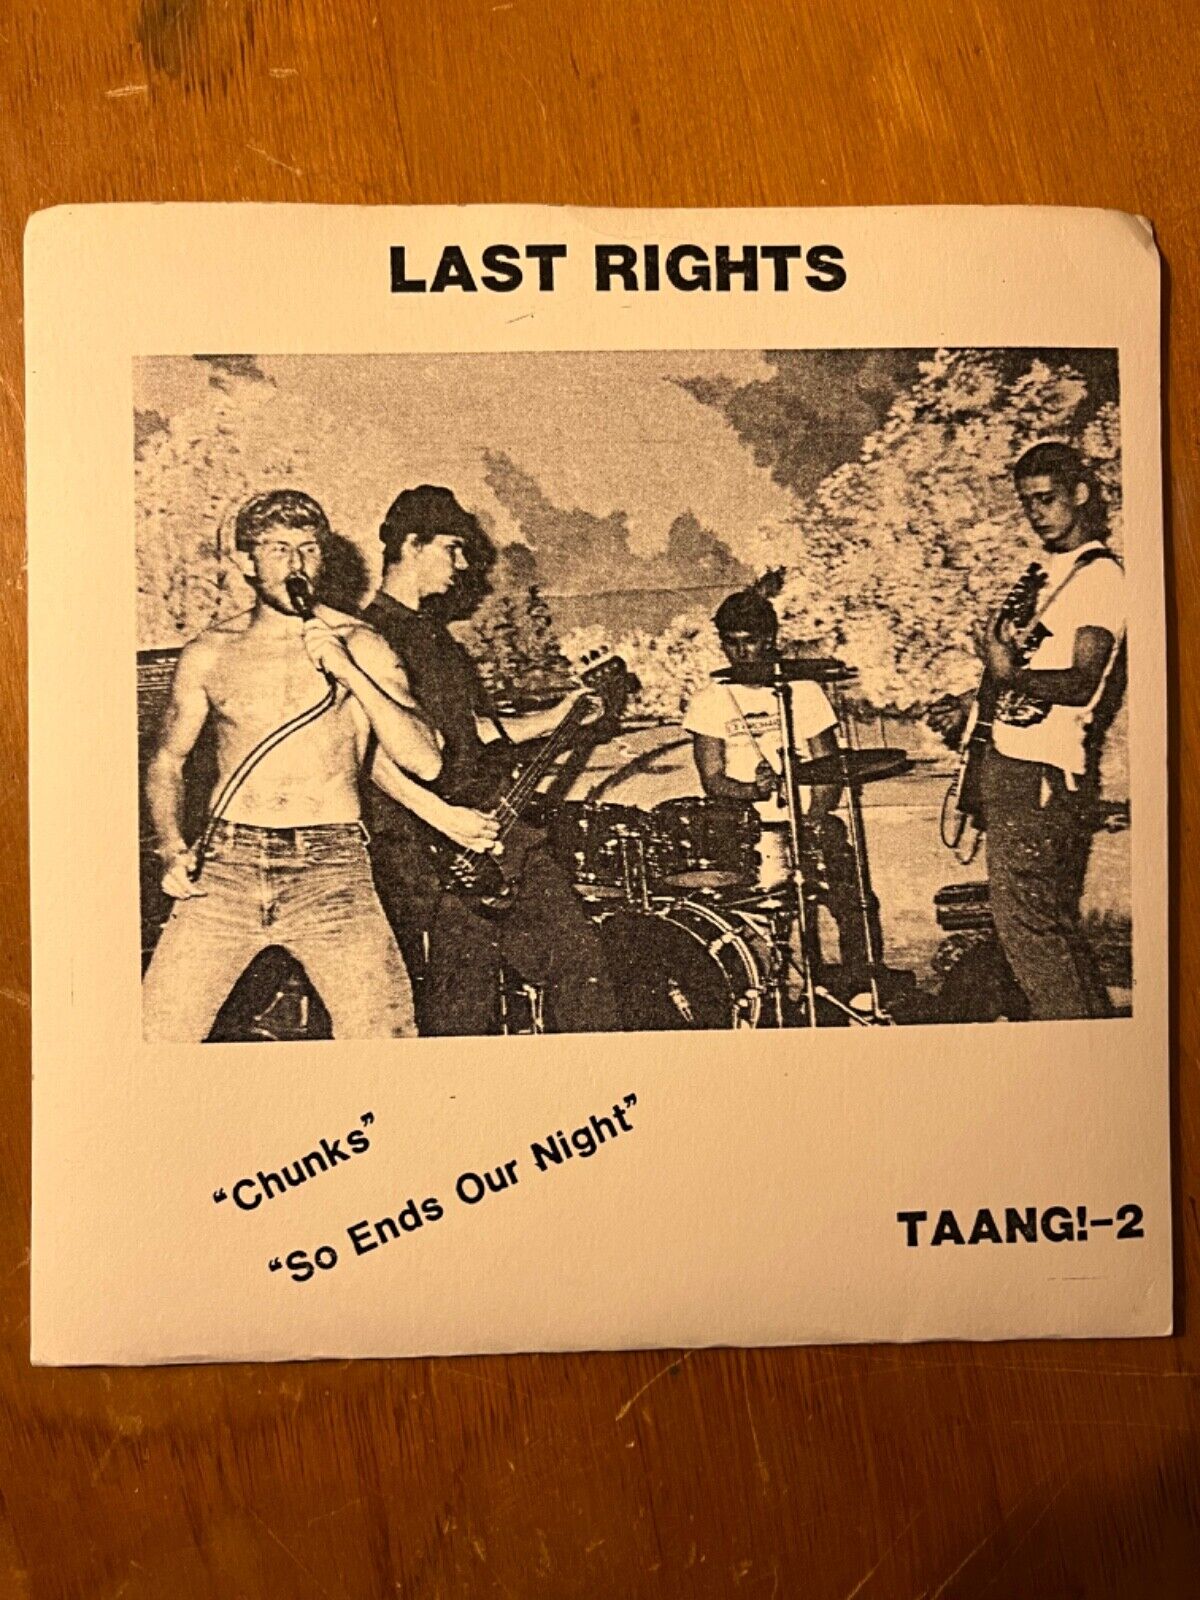 LAST RIGHTS
“Chunks”
“So Ends Our Night”
TAANG!-2